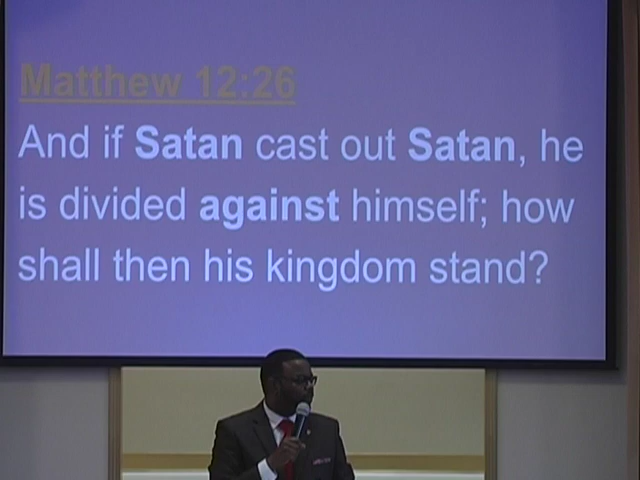 Matthew 12:26
And if Satan cast out Satan, he
is divided against himself; how
shall then his kingdom stand?